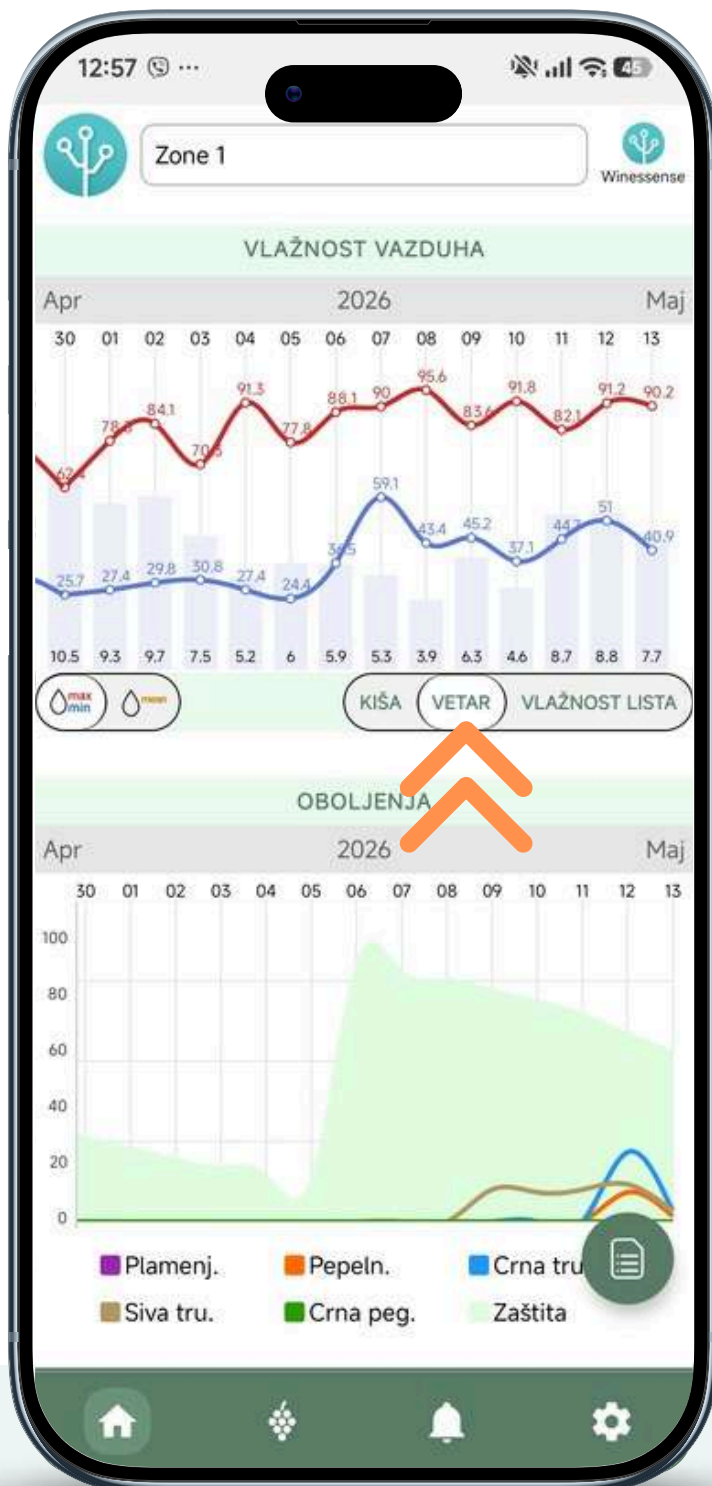 12:57
45
Zone 1
Winessense
VLAŽNOST VAZDUHA
Apr 2026 Maj
30 01 02 03 04 05 06 07 08 09 10 11 12 13
84.1 91.3 77.8 88.1 90 95.6 83.6 91.8 82.1 91.2 90.2
25.7 27.4 29.8 30.8 27.4 24.4 59.1 43.4 45.2 37.1 51 40.9
10.5 9.3 9.7 7.5 5.2 6 5.9 5.3 3.9 6.3 4.6 8.7 8.8 7.7
max
min
mean
KIŠA VETAR VLAŽNOST LISTA
OBOLJENJA
Apr 2026 Maj
30 01 02 03 04 05 06 07 08 09 10 11 12 13
100
80
60
40
20
0
Plamenj. Pepeln. Crna tru
Siva tru. Crna peg. Zaštita